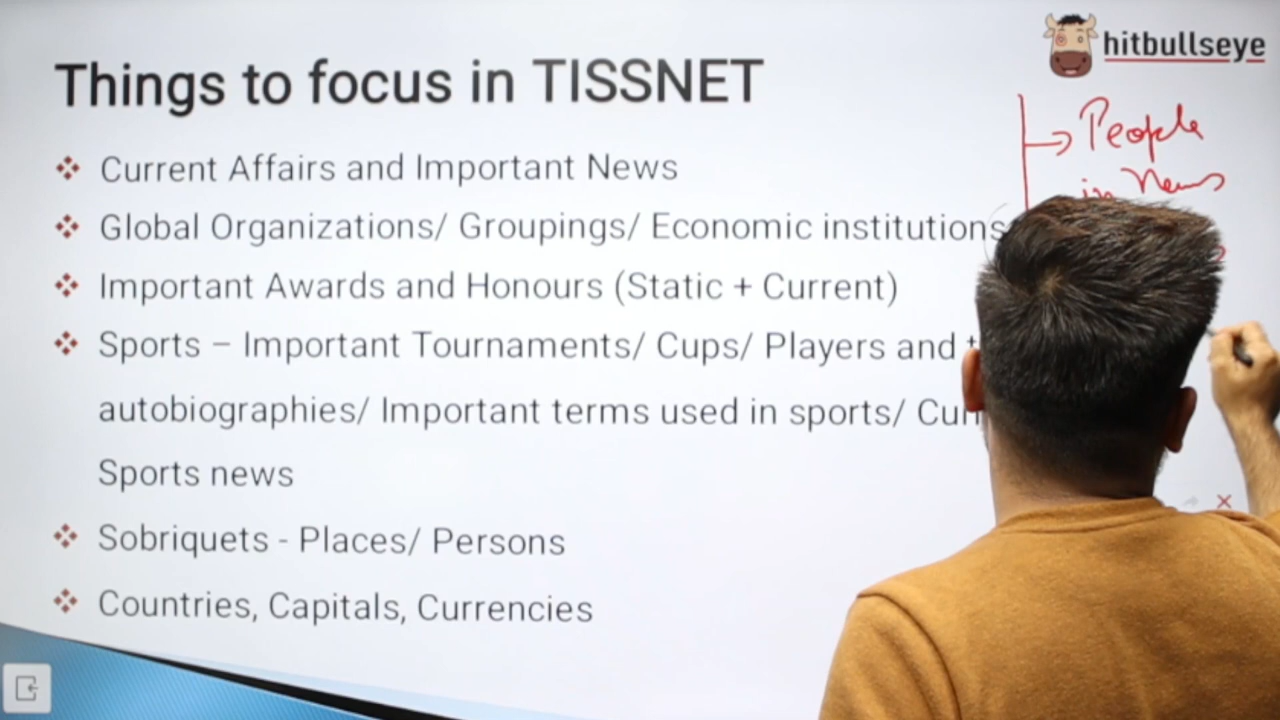 hitbullseye
Things to focus in TISSNET
Current Affairs and Important News
Global Organizations/ Groupings/ Economic institutions
Important Awards and Honours (Static + Current)
Sports – Important Tournaments/ Cups/ Players and
autobiographies/ Important terms used in sports/
Sports news
Sobriquets - Places/ Persons
Countries, Capitals, Currencies
People
in News